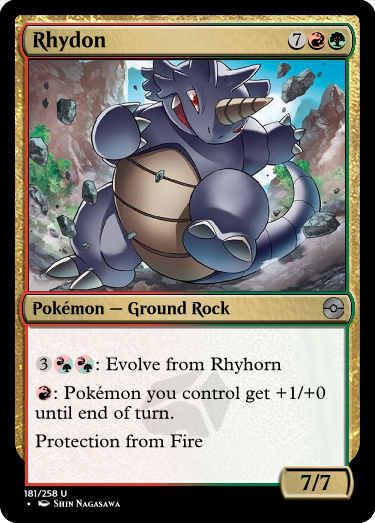 Rhydon 7
Pokémon — Ground Rock
3: Evolve from Rhyhorn
: Pokémon you control get +1/+0
until end of turn.
Protection from Fire
7/7
181/258 U
• Shin Nagasawa